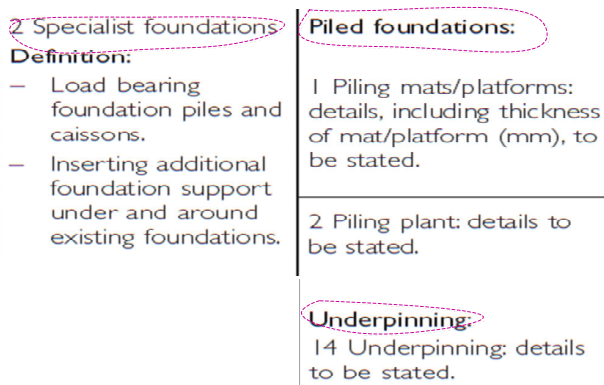 2 Specialist foundations
Definition:
– Load bearing
foundation piles and
caissons.
– Inserting additional
foundation support
under and around
existing foundations.
Piled foundations:
1 Piling mats/platforms:
details, including thickness
of mat/platform (mm), to
be stated.
2 Piling plant: details to
be stated.
Underpinning:
14 Underpinning: details
to be stated.